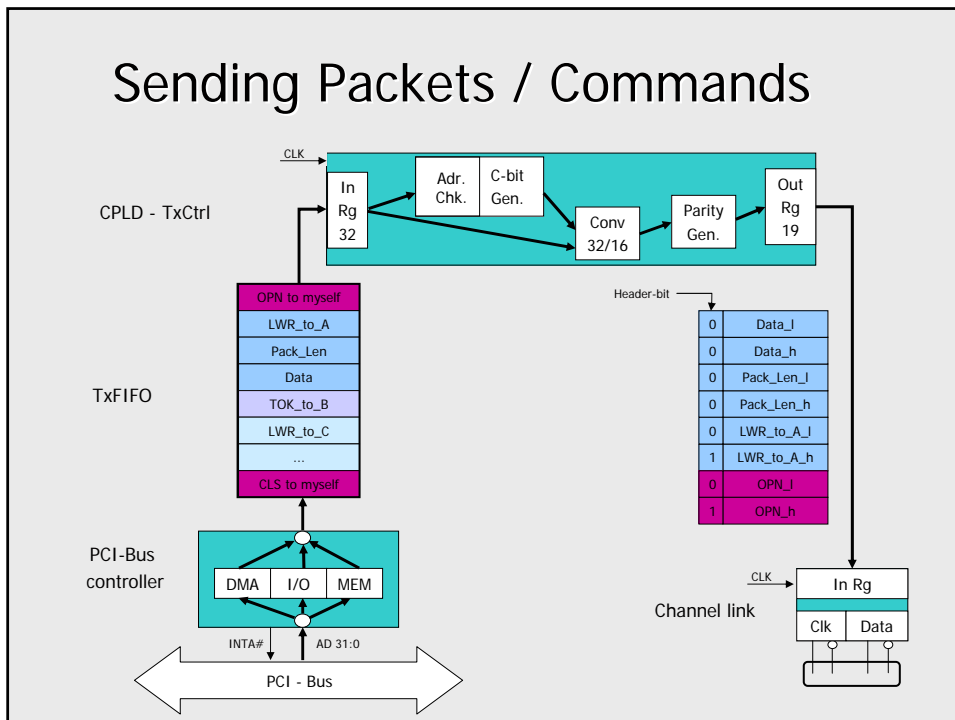 Sending Packets / Commands
CLK
CPLD - TxCtrl
In
Rg
32
Adr.
Chk.
C-bit
Gen.
Conv
32/16
Parity
Gen.
Out
Rg
19
TxFIFO
OPN to myself
LWR_to_A
Pack_Len
Data
TOK_to_B
LWR_to_C
...
CLS to myself
Header-bit
0 Data_l
0 Data_h
0 Pack_Len_l
0 Pack_Len_h
0 LWR_to_A_l
1 LWR_to_A_h
0 OPN_l
1 OPN_h
PCI-Bus
controller
DMA I/O MEM
INTA# AD 31:0
PCI - Bus
Channel link
CLK
In Rg
Clk Data